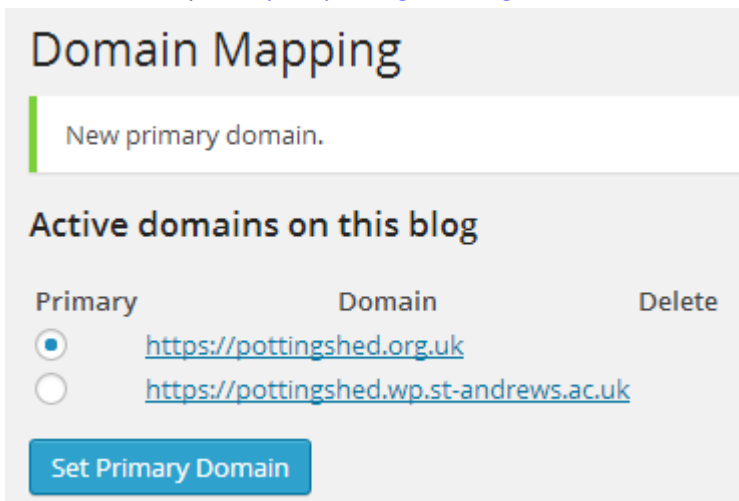 Domain Mapping
New primary domain.
Active domains on this blog
Primary Domain Delete
https://pottingshed.org.uk
https://pottingshed.wp.st-andrews.ac.uk
Set Primary Domain